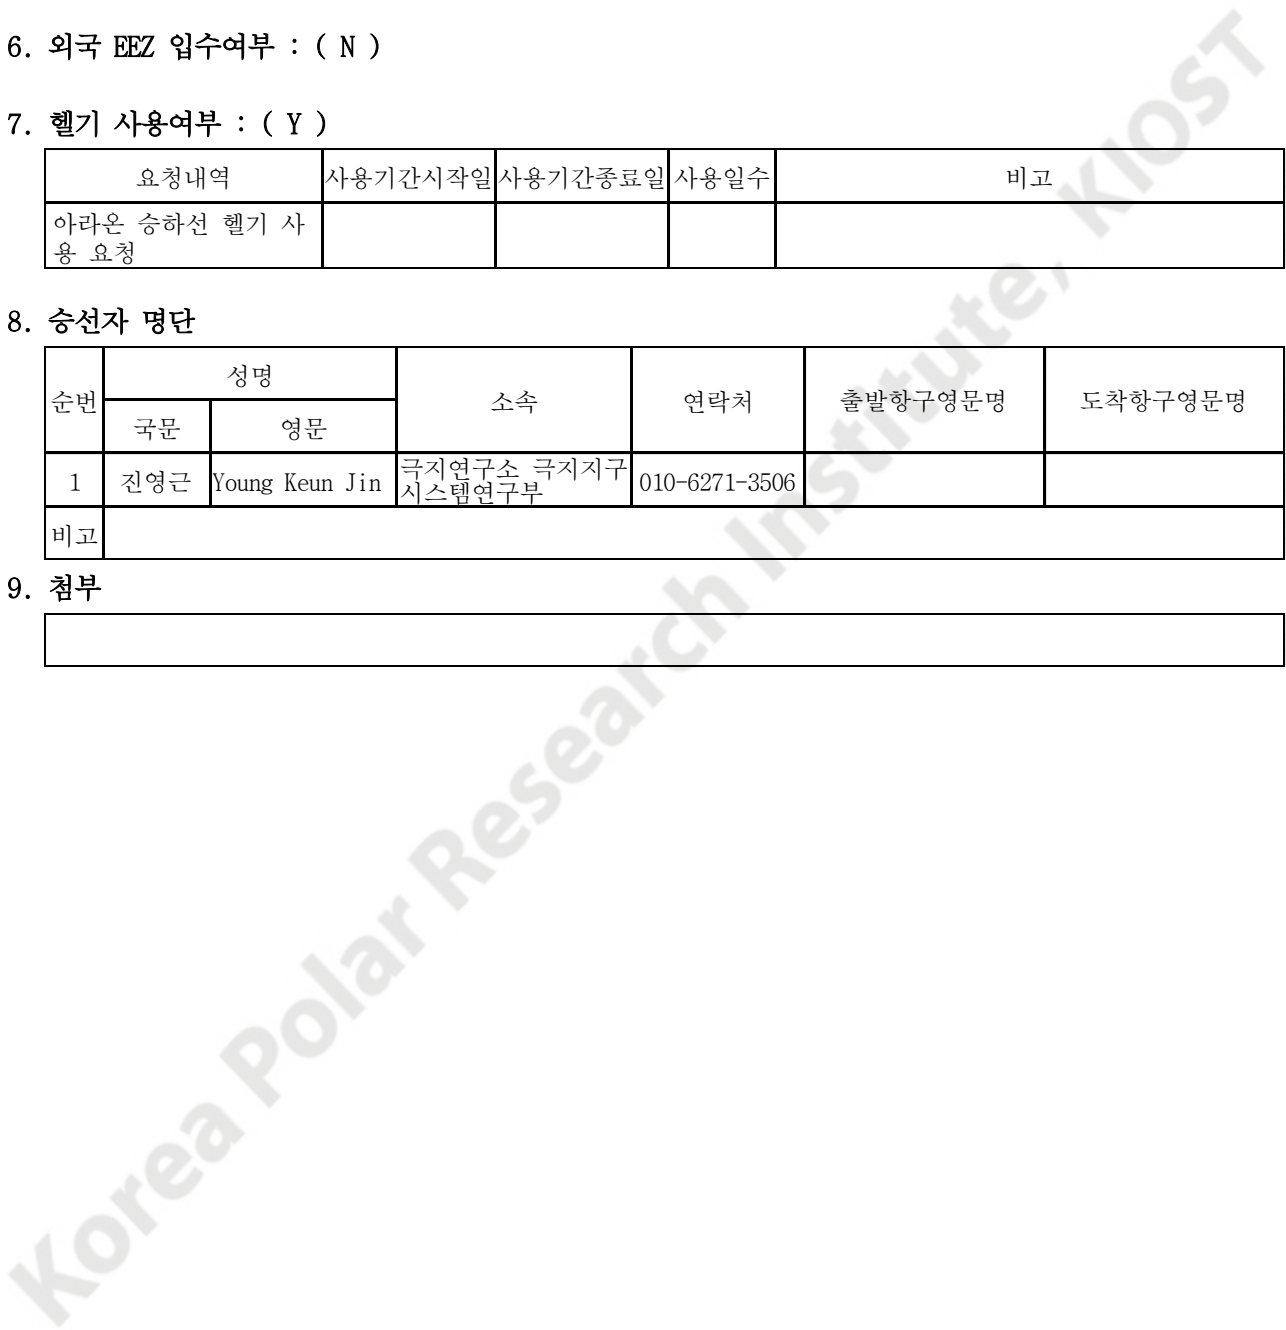 6. 외국 EEZ 입수여부 : ( N )
7. 헬기 사용여부 : ( Y )
요청내역 사용기간시작일 사용기간종료일 사용일수 비고
아라온 승하선 헬기 사
용 요청
8. 승선자 명단
순번 성명 소속 연락처 출발항구영문명 도착항구영문명
국문 영문
1 진영근 Young Keun Jin 극지연구소 극지지구 010-6271-3506
시스템연구부
비고
9. 첨부
Korea Polar Research Institute, KIOST